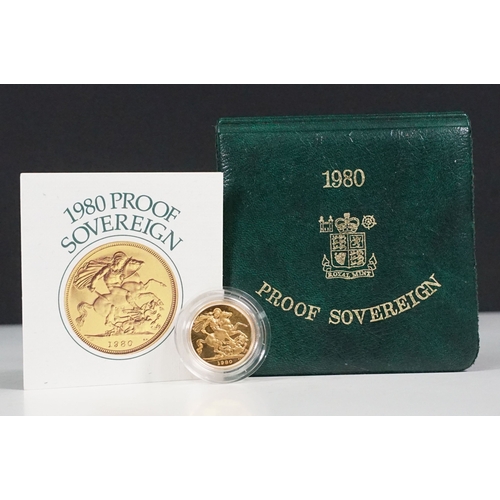 1980 PROOF
SOVEREIGN
1980
1980
1980
ROYAL MINT
PROOF SOVEREIGN